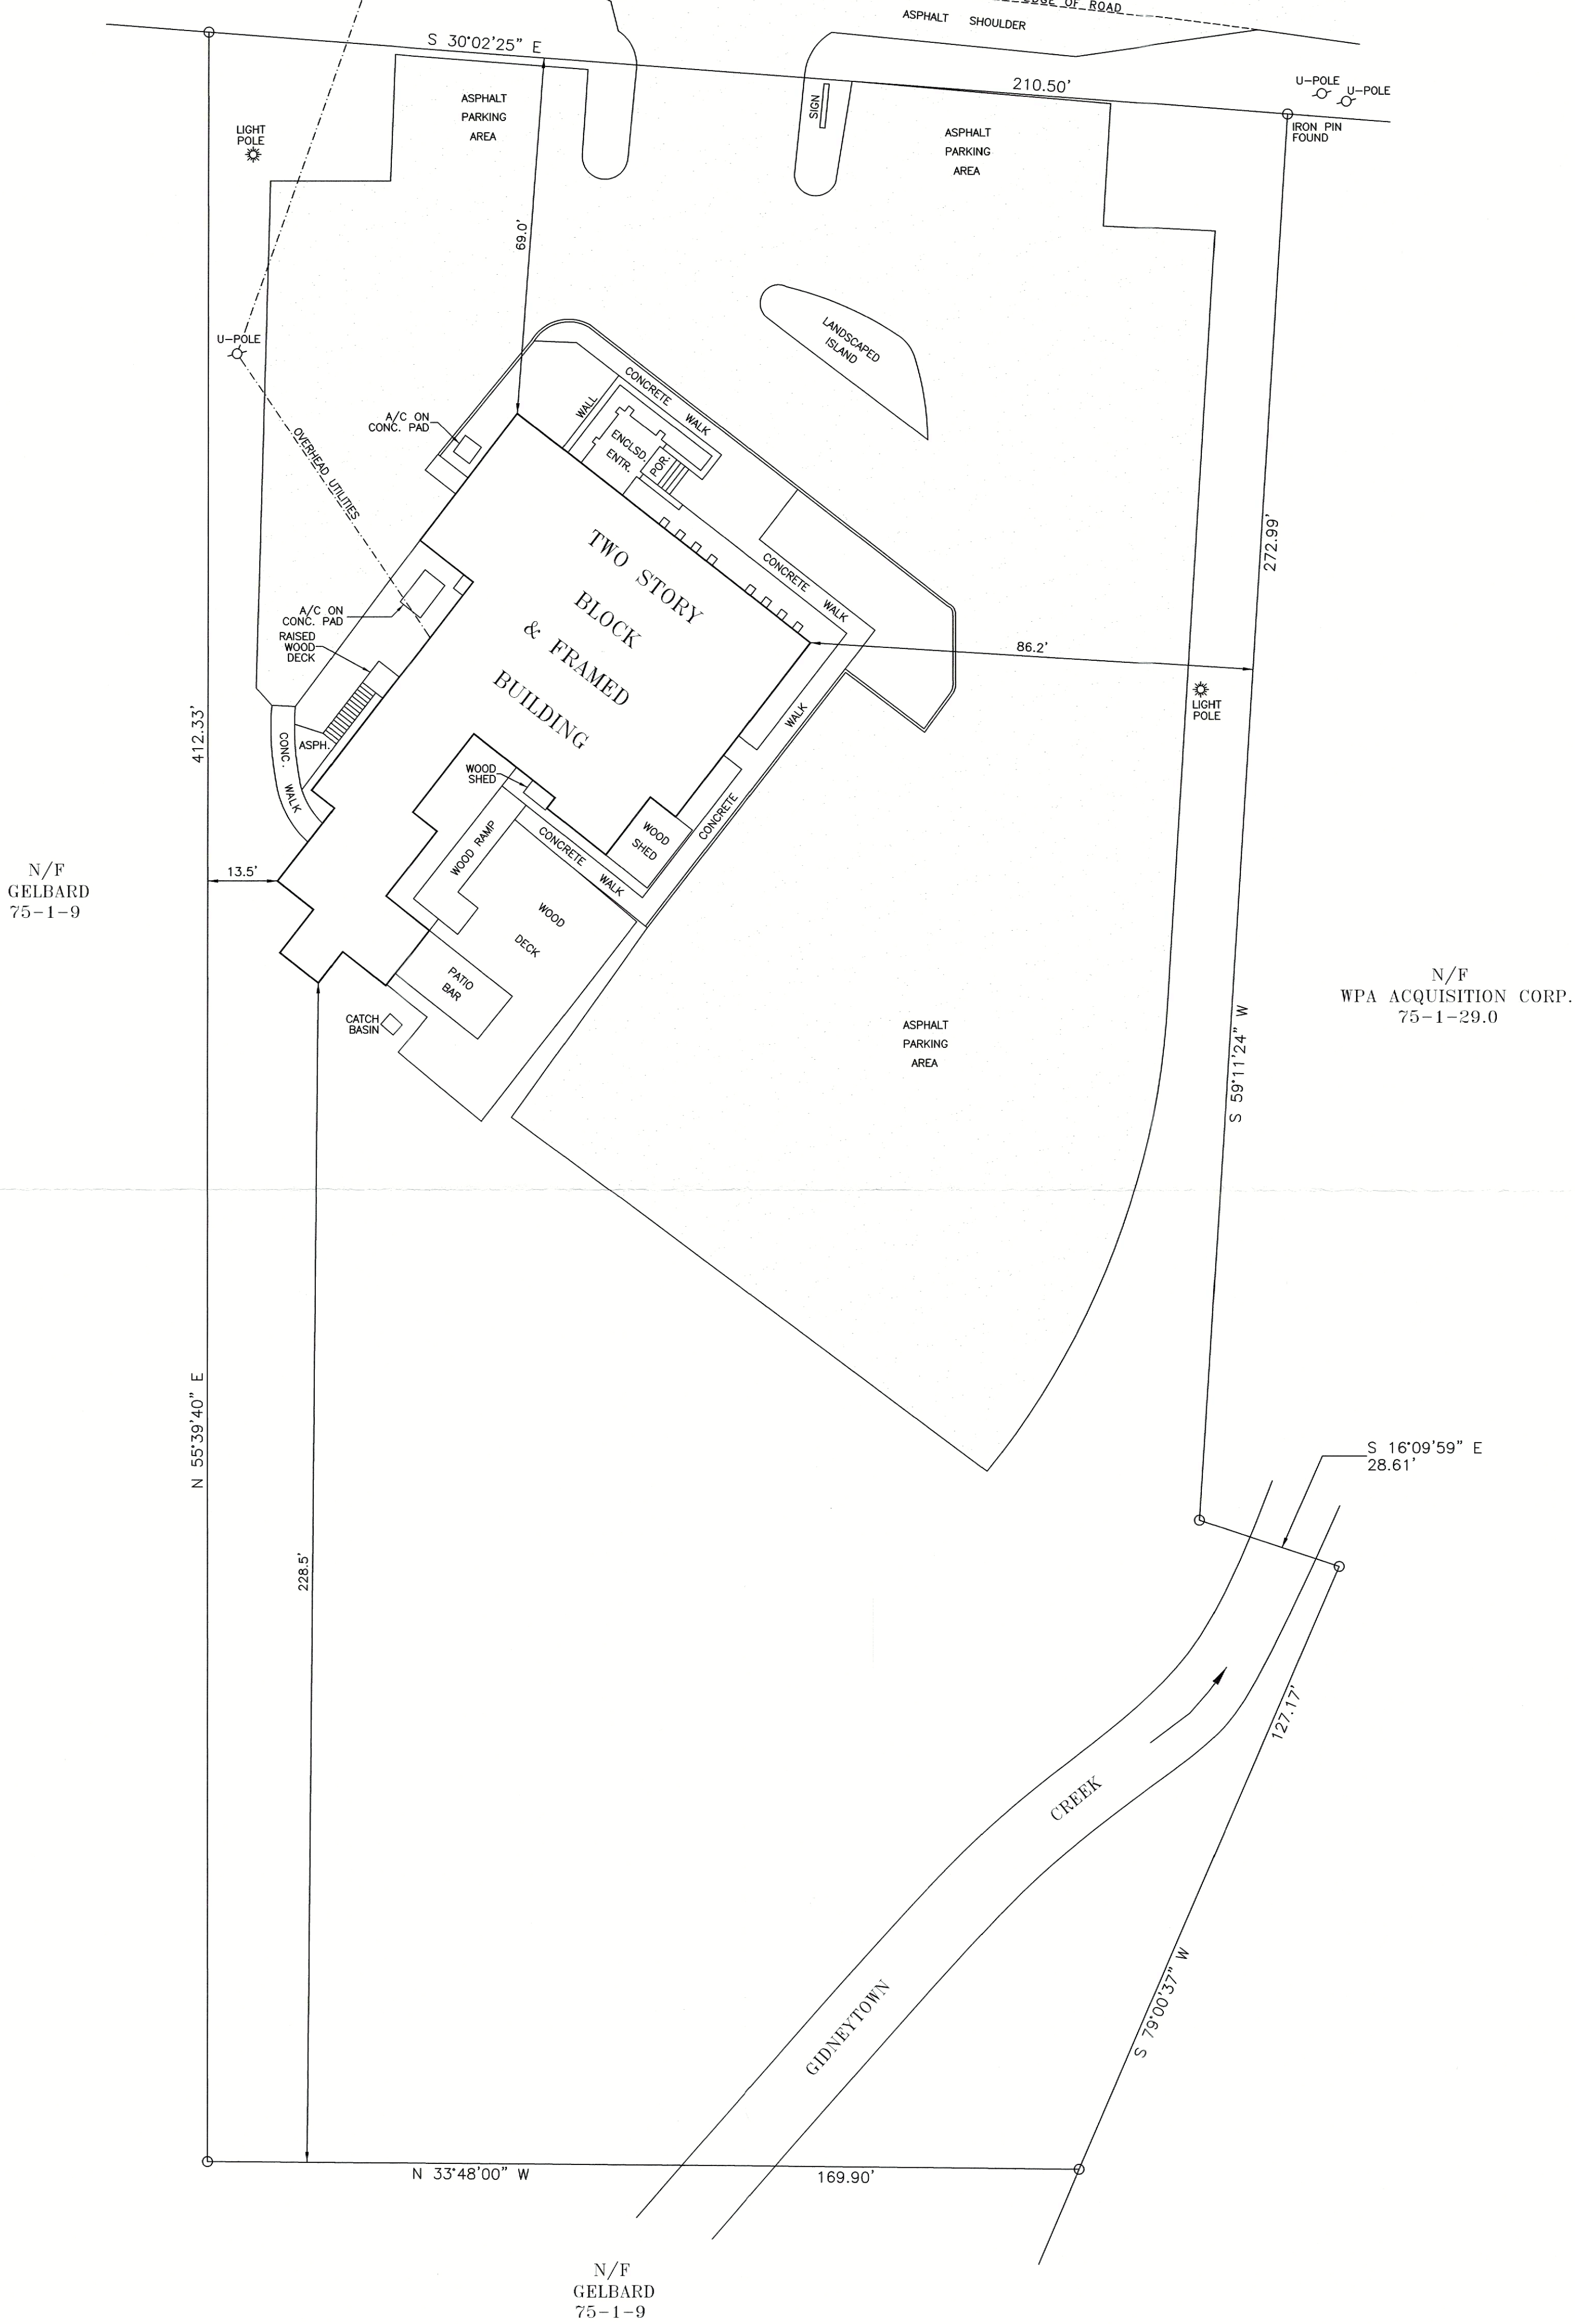 OF ROAD
ASPHALT SHOULDER
S 30°02'25" E
210.50'
U-POLE
U-POLE
IRON PIN
FOUND
SIGN
ASPHALT
PARKING
AREA
ASPHALT
PARKING
AREA
LIGHT
POLE
69.0'
U-POLE
LANDSCAPED
ISLAND
OVERHEAD UTILITIES
A/C ON
CONC. PAD
WALL
CONCRETE WALK
ENCLSD.
ENTR.
POR.
TWO STORY
BLOCK
& FRAMED
BUILDING
CONCRETE WALK
272.99'
A/C ON
CONC. PAD
RAISED
WOOD
DECK
86.2'
LIGHT
POLE
412.33'
CONC. WALK
ASPH.
WOOD
SHED
CONCRETE WALK
WOOD
SHED
WOOD RAMP
CONCRETE WALK
13.5'
N/F
GELBARD
75-1-9
WOOD
DECK
PATIO
BAR
CATCH
BASIN
ASPHALT
PARKING
AREA
N/F
WPA ACQUISITION CORP.
75-1-29.0
S 59°11'24" W
N 55°39'40" E
228.5'
S 16°09'59" E
28.61'
127.17'
GIDNEYTOWN CREEK
S 79°00'37" W
N 33°48'00" W
169.90'
N/F
GELBARD
75-1-9